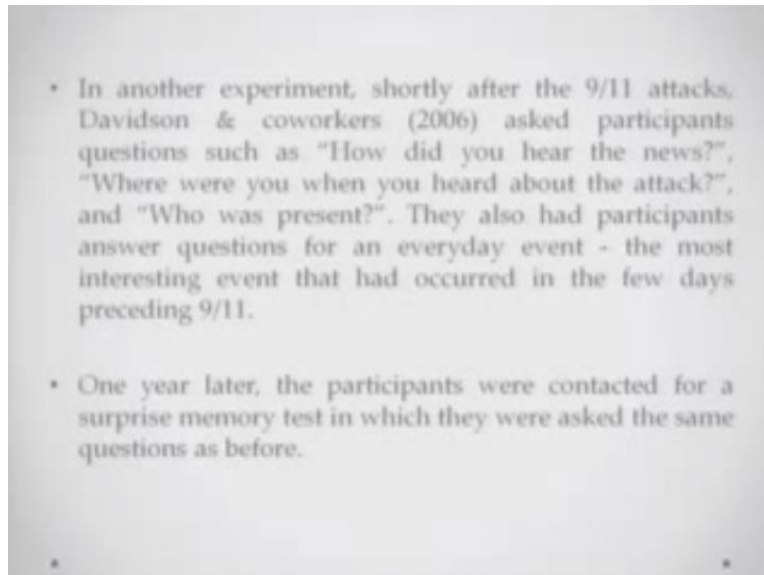 • In another experiment, shortly after the 9/11 attacks,
Davidson & coworkers (2006) asked participants
questions such as "How did you hear the news?",
"Where were you when you heard about the attack?",
and "Who was present?". They also had participants
answer questions for an everyday event - the most
interesting event that had occurred in the few days
preceding 9/11.
• One year later, the participants were contacted for a
surprise memory test in which they were asked the same
questions as before.